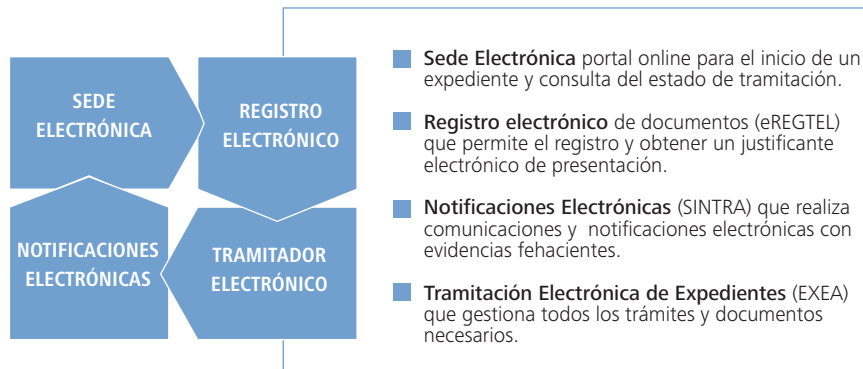 SEDE
ELECTRÓNICA
REGISTRO
ELECTRÓNICO
NOTIFICACIONES
ELECTRÓNICAS
TRAMITADOR
ELECTRÓNICO
Sede Electrónica portal online para el inicio de un
expediente y consulta del estado de tramitación.
Registro electrónico de documentos (eREGTEL)
que permite el registro y obtener un justificante
electrónico de presentación.
Notificaciones Electrónicas (SINTRA) que realiza
comunicaciones y notificaciones electrónicas con
evidencias fehacientes.
Tramitación Electrónica de Expedientes (EXEA)
que gestiona todos los trámites y documentos
necesarios.